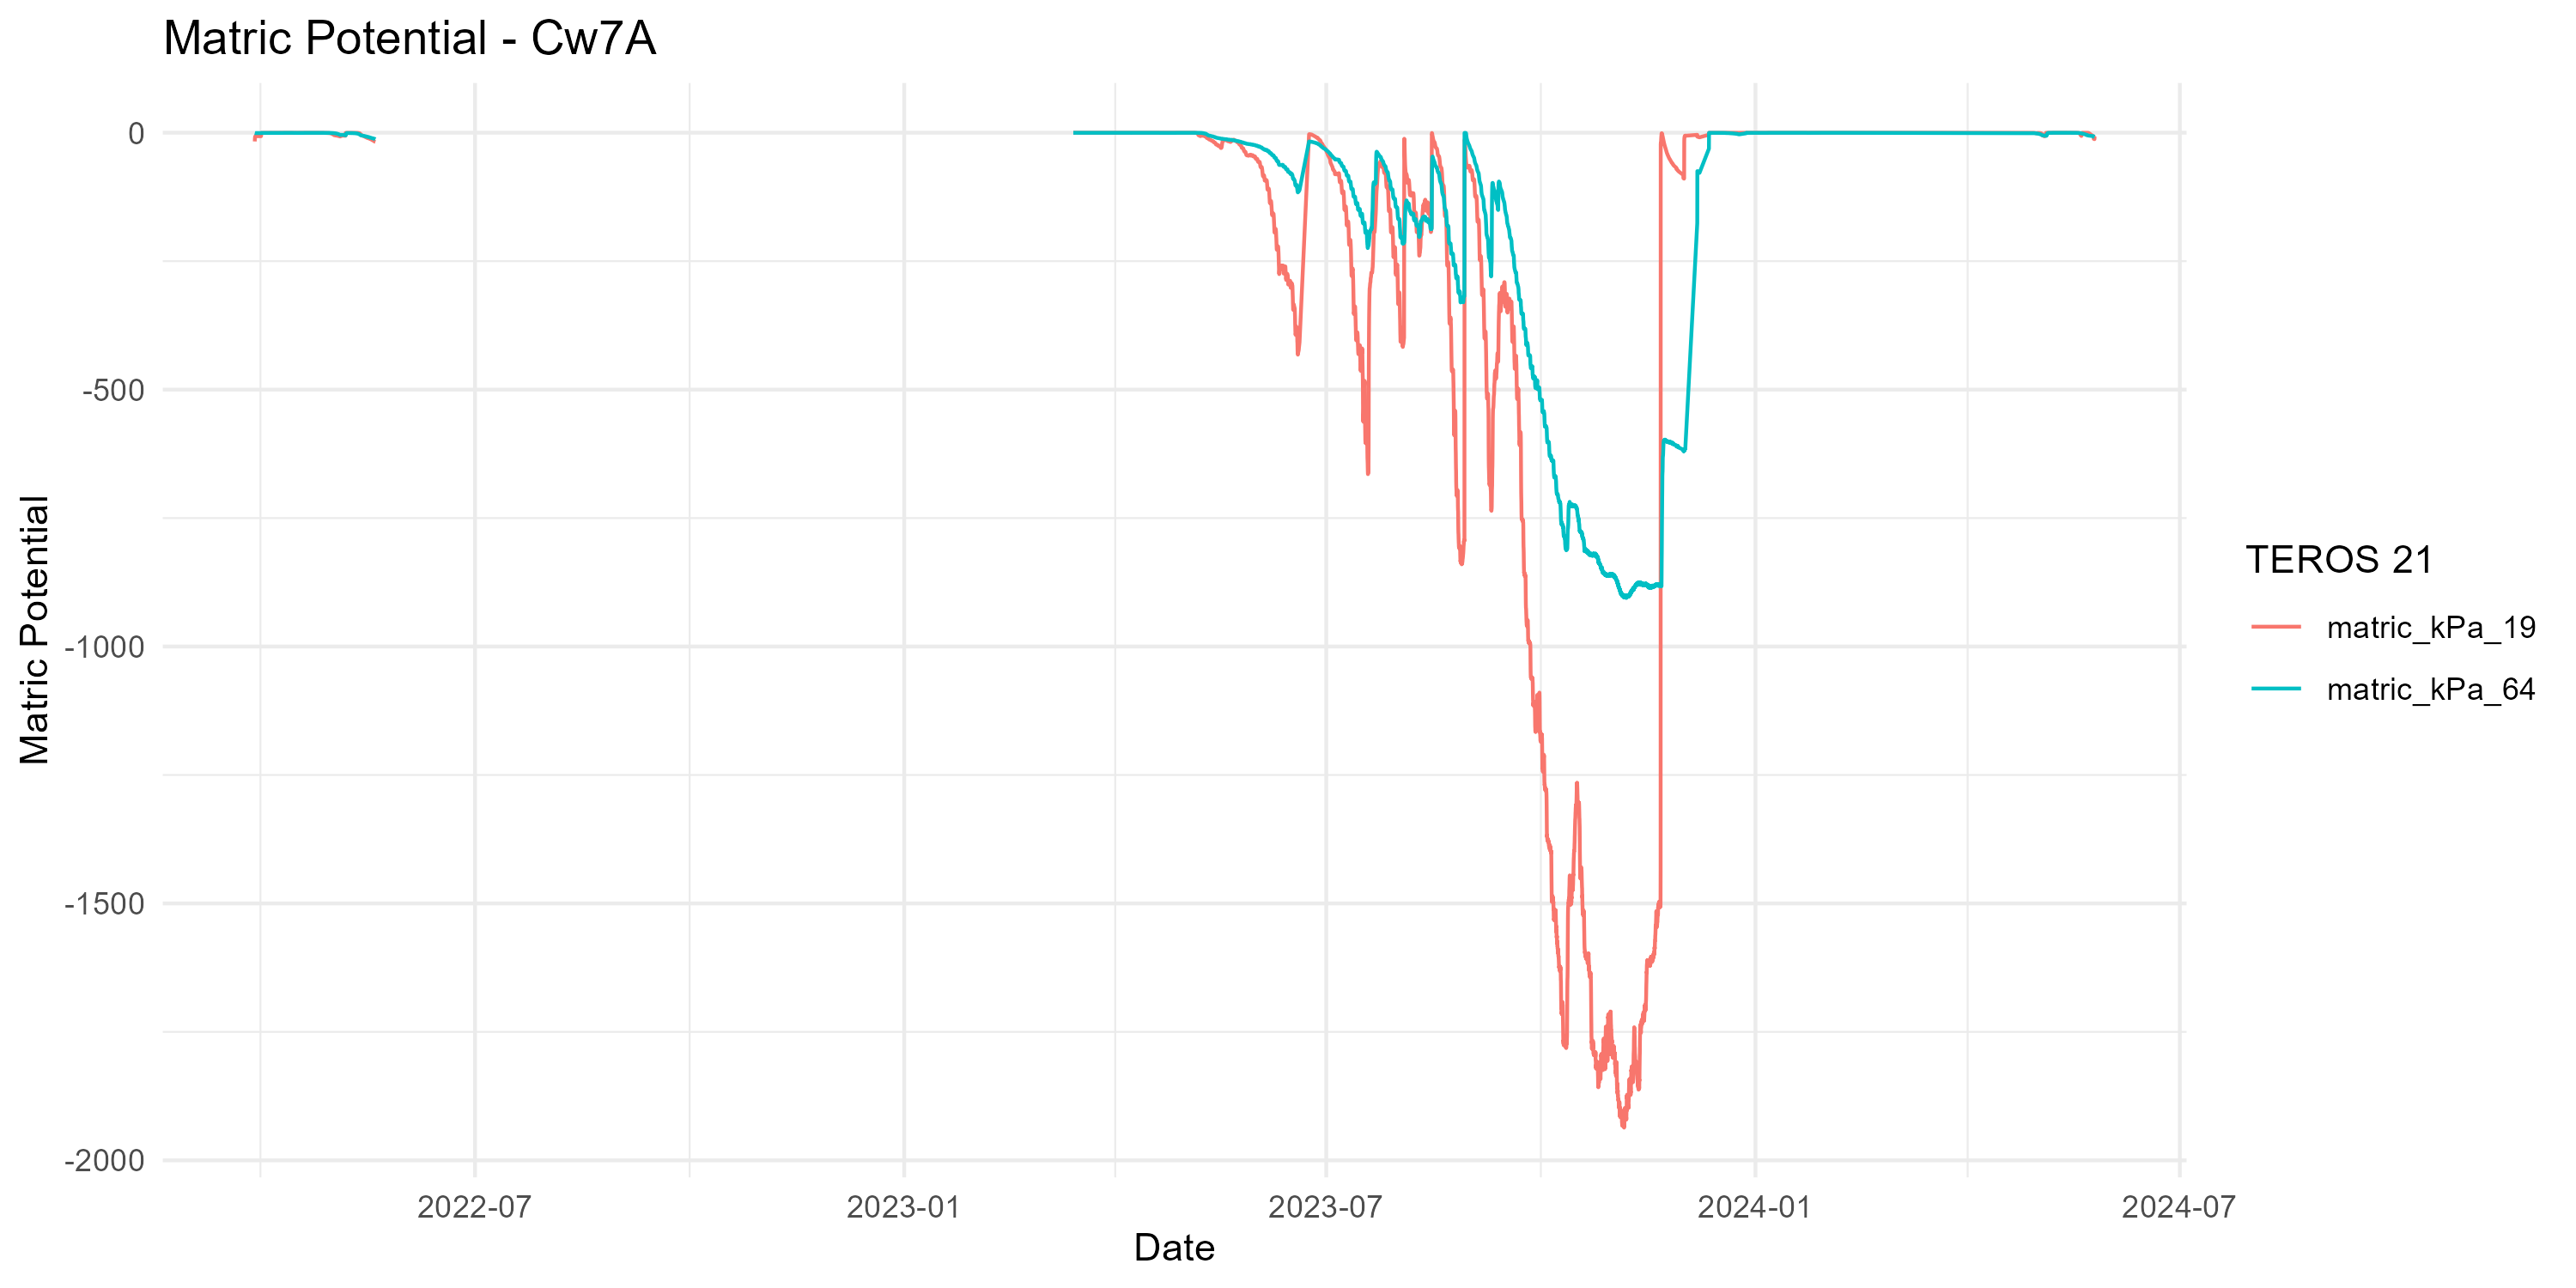 Matric Potential - Cw7A
0
-500
-1000
-1500
-2000
Matric Potential
2022-07
2023-01
2023-07
2024-01
2024-07
Date
TEROS 21
matric_kPa_19
matric_kPa_64